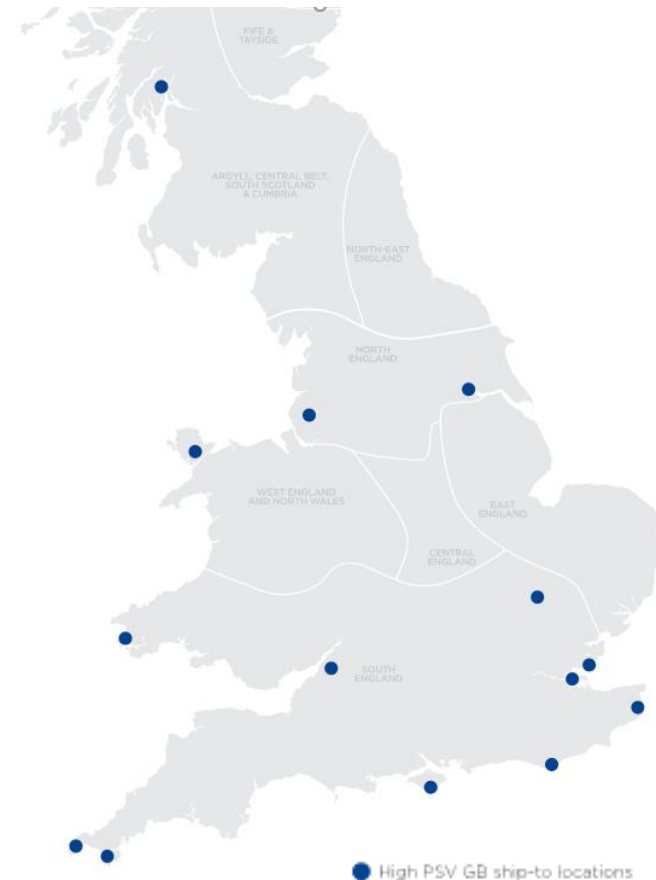 FIFE &
TAYSIDE
ARGYLL, CENTRAL BELT,
SOUTH SCOTLAND
& CUMBRIA
NORTH-EAST
ENGLAND
NORTH
ENGLAND
WEST ENGLAND
AND NORTH WALES
EAST
ENGLAND
CENTRAL
ENGLAND
SOUTH
ENGLAND
High PSV GB ship-to locations